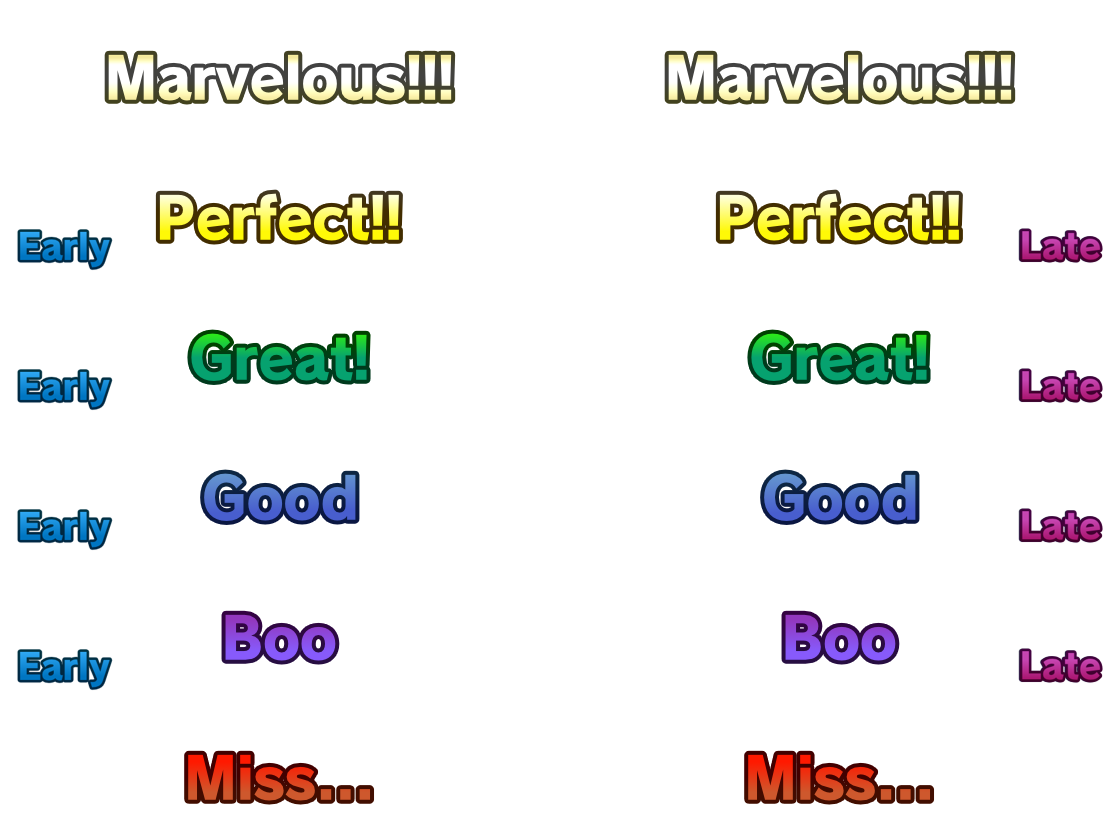 Marvelous!!! Marvelous!!!
Perfect!! Perfect!!
Early Late
Great! Great!
Early Late
Good Good
Early Late
Boo Boo
Early Late
Miss... Miss...